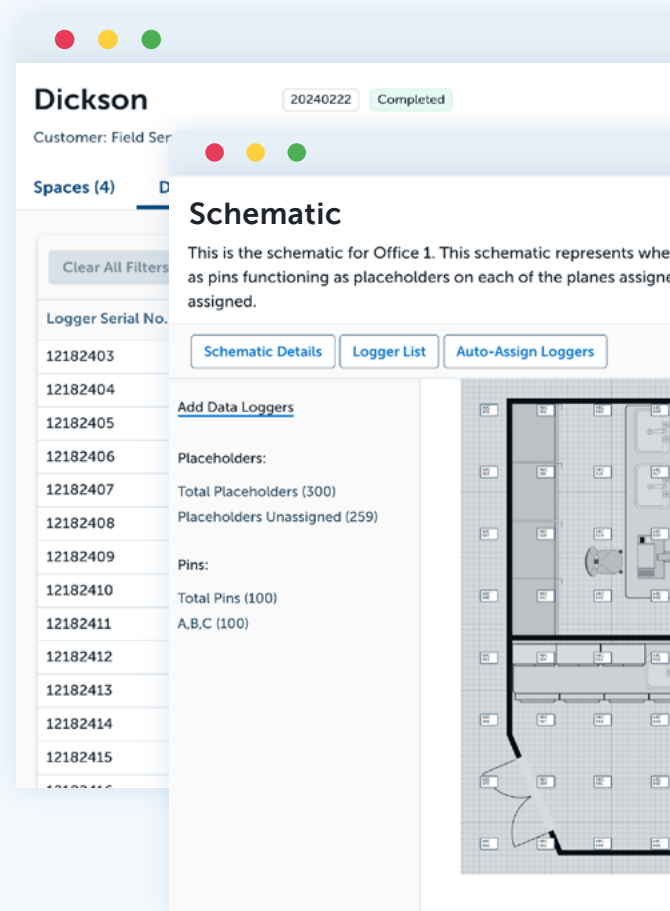 Dickson
20240222
Completed
Customer: Field Ser
Spaces (4)
D
Clear All Filters
Logger Serial No.
12182403
12182404
12182405
12182406
12182407
12182408
12182409
12182410
12182411
12182412
12182413
12182414
12182415
Schematic
This is the schematic for Office 1. This schematic represents whe
as pins functioning as placeholders on each of the planes assigne
assigned.
Schematic Details
Logger List
Auto-Assign Loggers
Add Data Loggers
Placeholders:
Total Placeholders (300)
Placeholders Unassigned (259)
Pins:
Total Pins (100)
A,B,C (100)